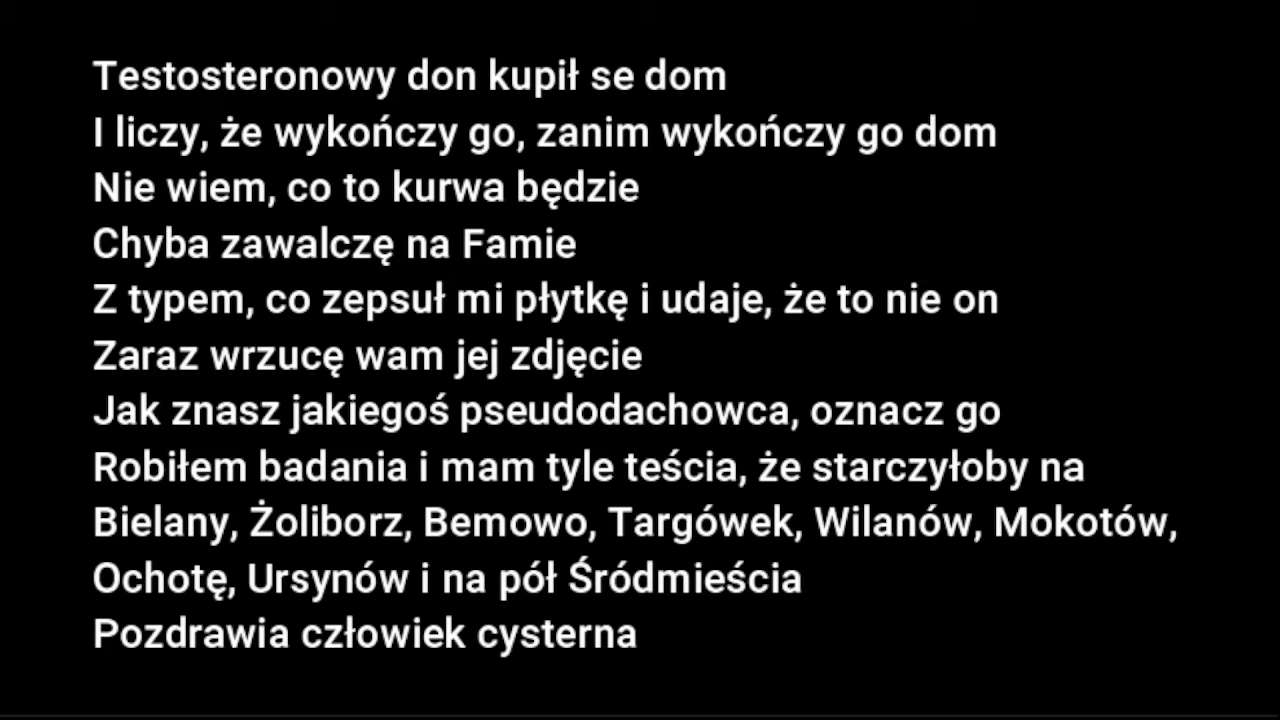 Testosteronowy don kupił se dom
I liczy, że wykończy go, zanim wykończy go dom
Nie wiem, co to kurwa będzie
Chyba zawalczę na Famie
Z typem, co zepsuł mi płytkę i udaje, że to nie on
Zaraz wrzucę wam jej zdjęcie
Jak znasz jakiegoś pseudodachowca, oznacz go
Robiłem badania i mam tyle teścia, że starczyłoby na
Bielany, Żoliborz, Bemowo, Targówek, Wilanów, Mokotów,
Ochotę, Ursynów i na pół Śródmieścia
Pozdrawia człowiek cysterna